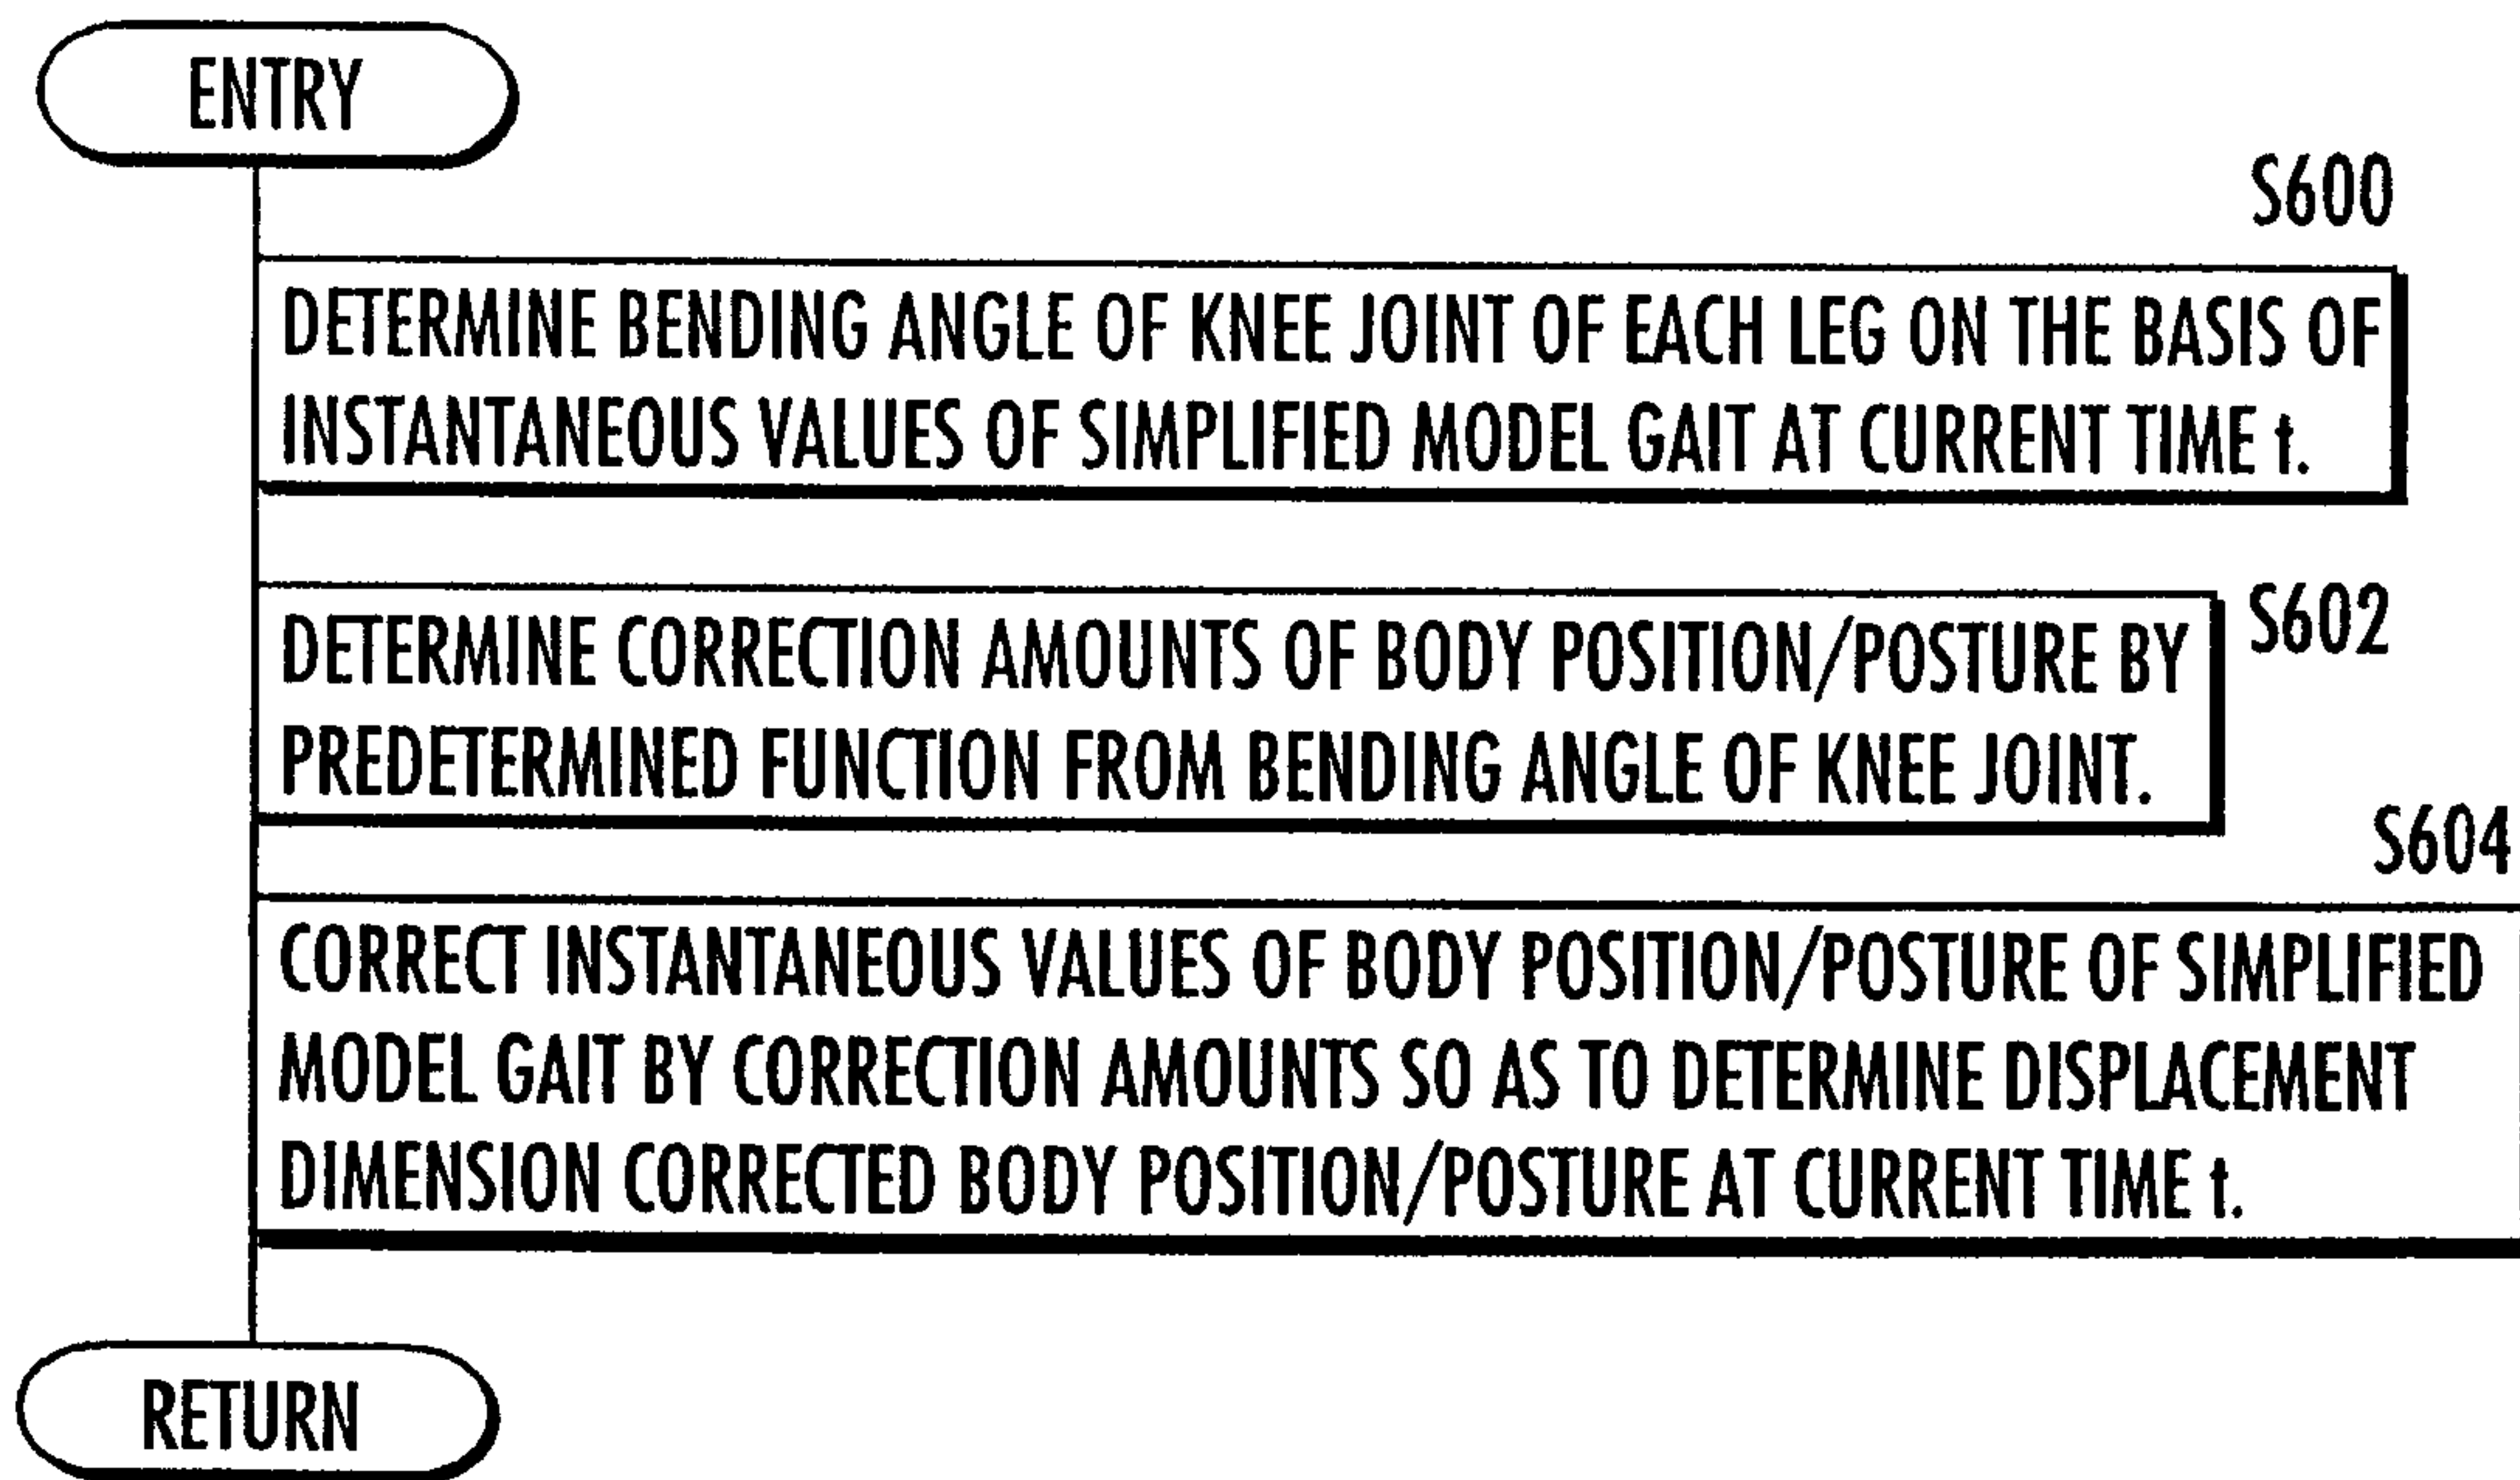 ENTRY
S600
DETERMINE BENDING ANGLE OF KNEE JOINT OF EACH LEG ON THE BASIS OF
INSTANTANEOUS VALUES OF SIMPLIFIED MODEL GAIT AT CURRENT TIME t.
S602
DETERMINE CORRECTION AMOUNTS OF BODY POSITION/POSTURE BY
PREDETERMINED FUNCTION FROM BENDING ANGLE OF KNEE JOINT.
S604
CORRECT INSTANTANEOUS VALUES OF BODY POSITION/POSTURE OF SIMPLIFIED
MODEL GAIT BY CORRECTION AMOUNTS SO AS TO DETERMINE DISPLACEMENT
DIMENSION CORRECTED BODY POSITION/POSTURE AT CURRENT TIME t.
RETURN